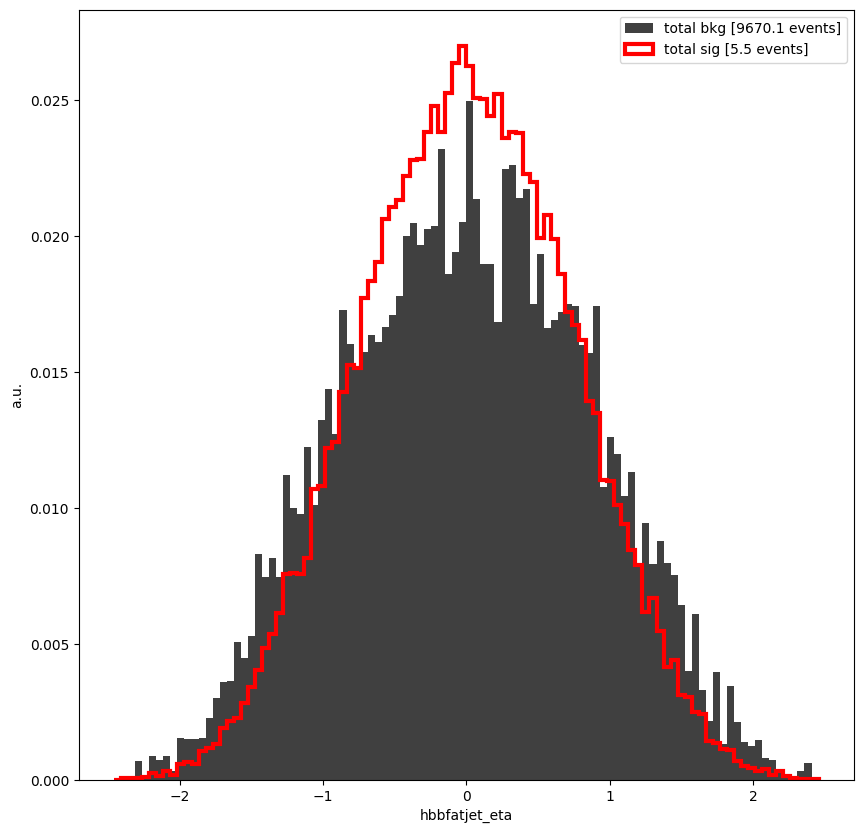 total bkg [9670.1 events]
total sig [5.5 events]
0.025
0.020
0.015
0.010
0.005
0.000
a.u.
−2
−1
0
1
2
hbbfatjet_eta